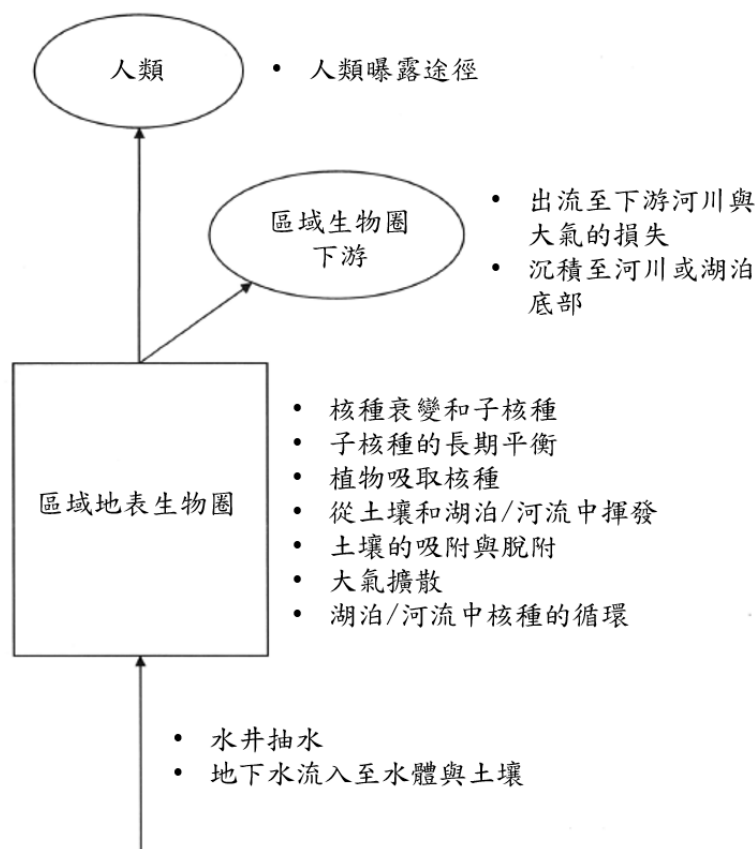 人類
• 人類曝露途徑
區域生物圈
下游
• 出流至下游河川與
大氣的損失
• 沉積至河川或湖泊
底部
區域地表生物圈
• 核種衰變和子核種
• 子核種的長期平衡
• 植物吸取核種
• 從土壤和湖泊/河流中揮發
• 土壤的吸附與脫附
• 大氣擴散
• 湖泊/河流中核種的循環
• 水井抽水
• 地下水流入至水體與土壤